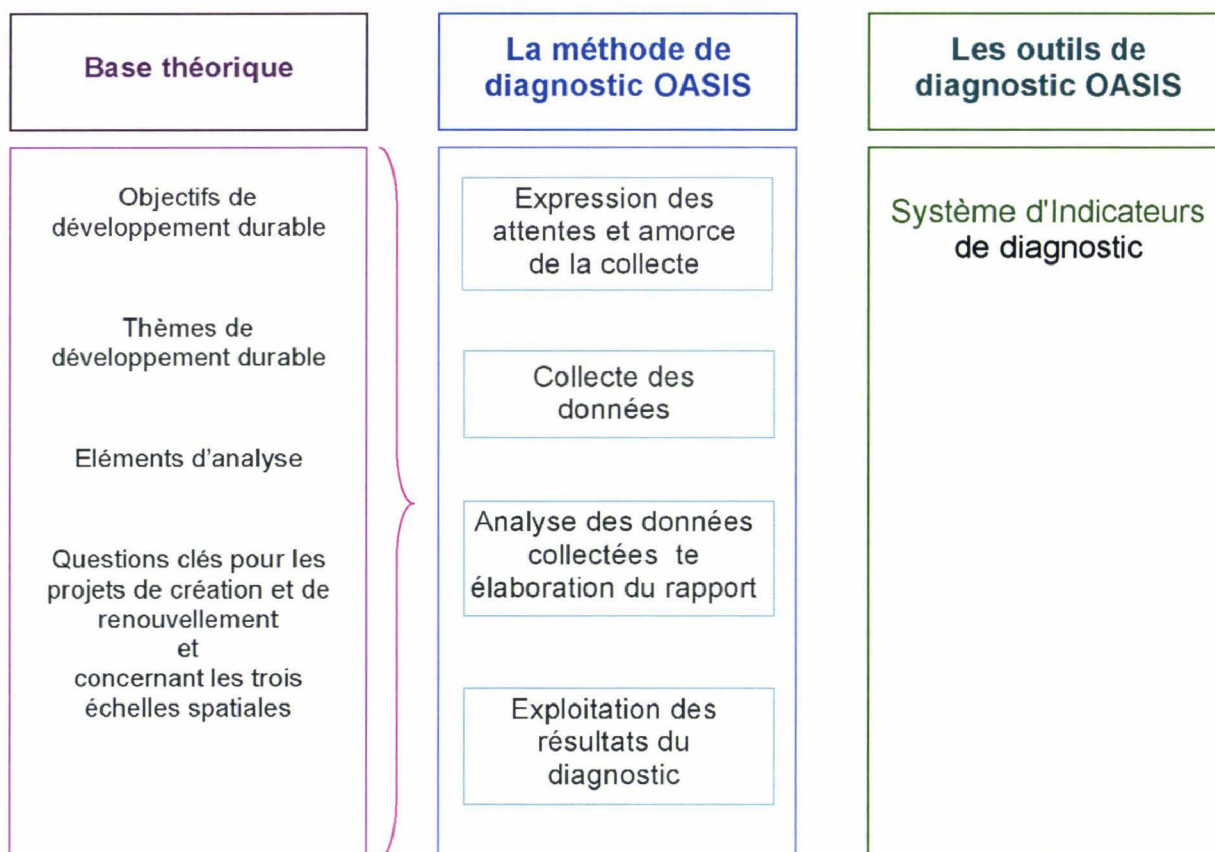 Base théorique
Objectifs de
développement durable
Thèmes de
développement durable
Eléments d'analyse
Questions clés pour les
projets de création et de
renouvellement
et
concernant les trois
échelles spatiales
La méthode de
diagnostic OASIS
Expression des
attentes et amorce
de la collecte
Collecte des
données
Analyse des données
collectées te
élaboration du rapport
Exploitation des
résultats du
diagnostic
Les outils de
diagnostic OASIS
Système d'Indicateurs
de diagnostic